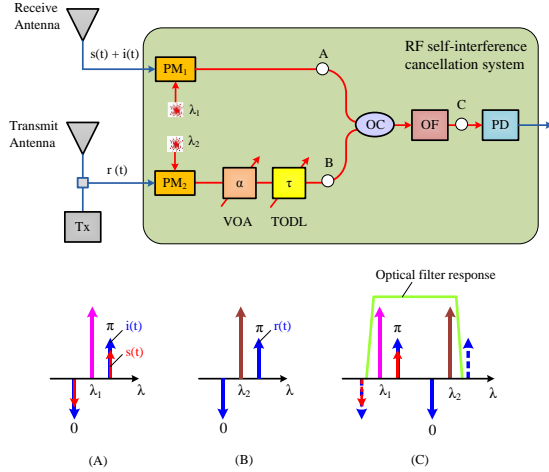 Receive
Antenna
s(t) + i(t)
RF self-interference
cancellation system
A
PM1
λ1
OC
OF
C
PD
Transmit
Antenna
λ2
r (t)
PM2
α
τ
B
VOA
TODL
Tx
Optical filter response
π
i(t)
s(t)
λ1
λ
0
π
r(t)
λ2
λ
0
π
λ1
λ2
λ
0
(A)
(B)
(C)